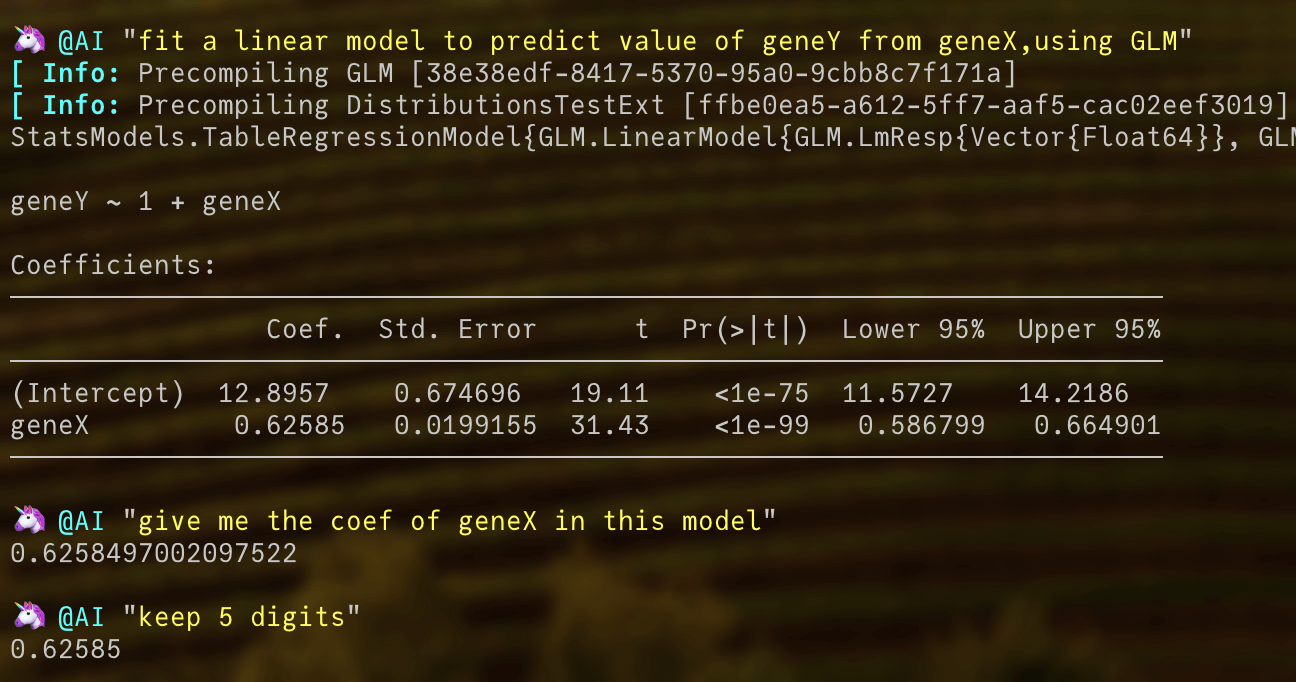 🦄 @AI "fit a linear model to predict value of geneY from geneX,using GLM"
[ Info: Precompiling GLM [38e38edf-8417-5370-95a0-9cbb8c7f171a]
[ Info: Precompiling DistributionsTestExt [ffbe0ea5-a612-5ff7-aaf5-cac02eef3019]
StatsModels.TableRegressionModel{GLM.LinearModel{GLM.LmResp{Vector{Float64}}, GLM
geneY ~ 1 + geneX
Coefficients:
Coef. Std. Error t Pr(>|t|) Lower 95% Upper 95%
(Intercept) 12.8957 0.674696 19.11 <1e-75 11.5727 14.2186
geneX 0.62585 0.0199155 31.43 <1e-99 0.586799 0.664901
🦄 @AI "give me the coef of geneX in this model"
0.6258497002097522
🦄 @AI "keep 5 digits"
0.62585